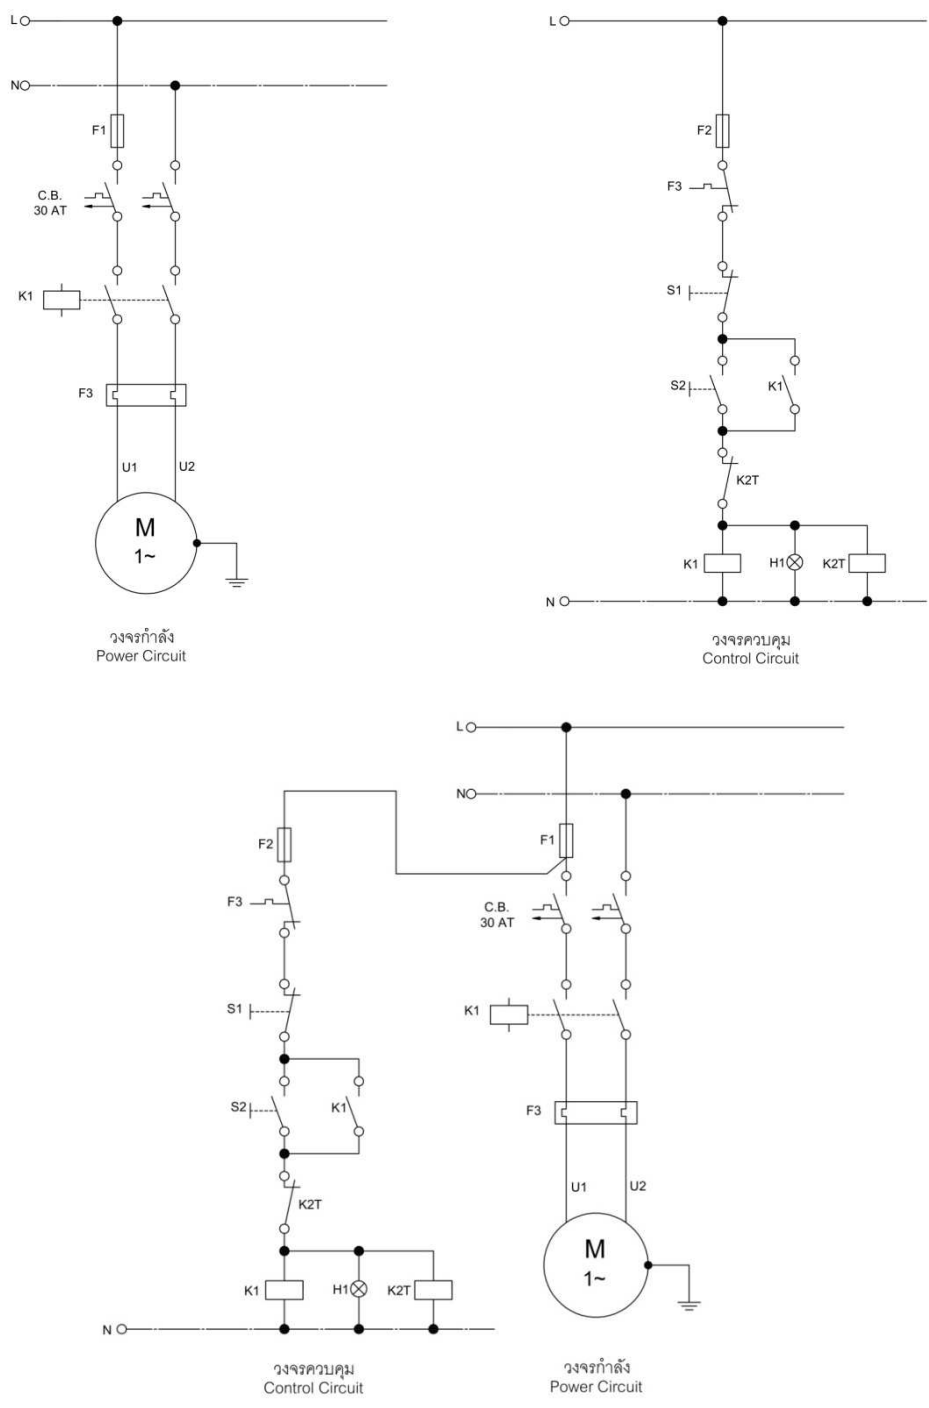 L
N
F1
C.B.
30 AT
K1
F3
U1 U2
M
1~
วงจรกำลัง
Power Circuit
L
F2
F3
S1
S2 K1
K2T
K1 H1 K2T
N
วงจรควบคุม
Control Circuit
F2
F3
S1
S2 K1
K2T
K1 H1 K2T
N
วงจรควบคุม
Control Circuit
L
N
F1
C.B.
30 AT
K1
F3
U1 U2
M
1~
วงจรกำลัง
Power Circuit